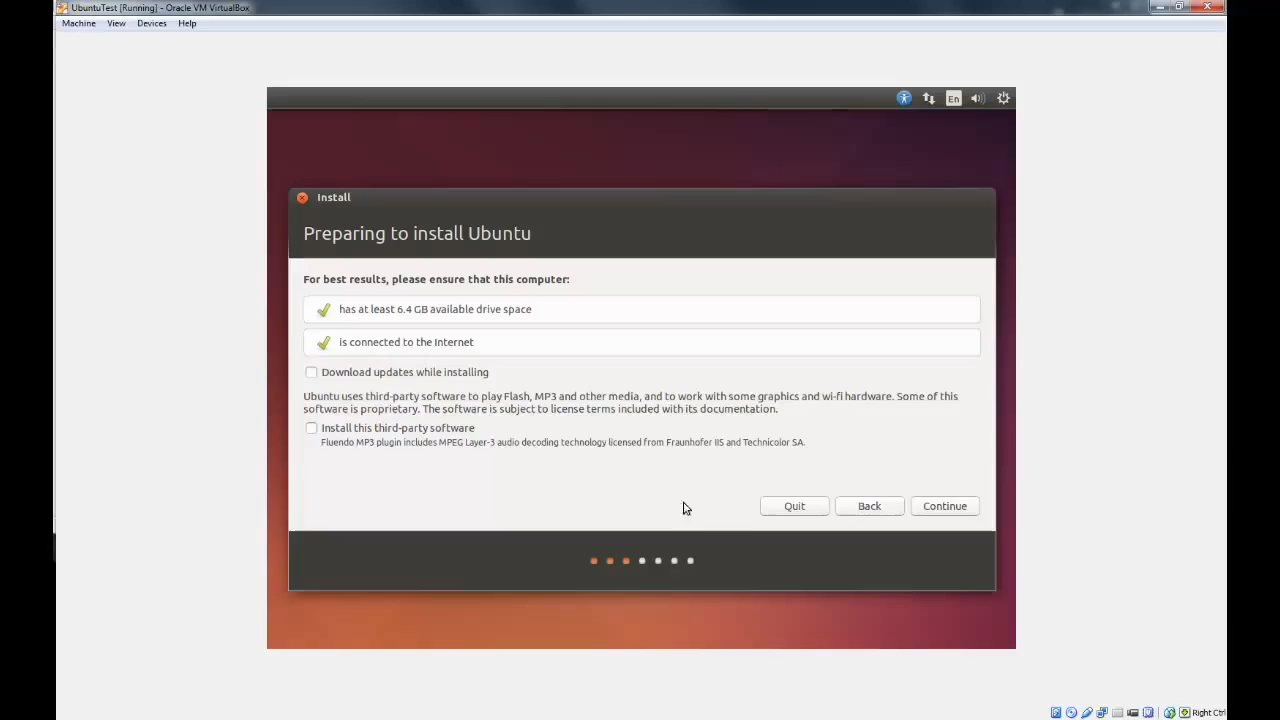 UbuntuTest [Running] - Oracle VM VirtualBox
Machine View Devices Help
En
Install
Preparing to install Ubuntu
For best results, please ensure that this computer:
has at least 6.4 GB available drive space
is connected to the Internet
Download updates while installing
Ubuntu uses third-party software to play Flash, MP3 and other media, and to work with some graphics and wi-fi hardware. Some of this
software is proprietary. The software is subject to license terms included with its documentation.
Install this third-party software
Fluendo MP3 plugin includes MPEG Layer-3 audio decoding technology licensed from Fraunhofer IIS and Technicolor SA.
Quit Back Continue
Right Ctrl